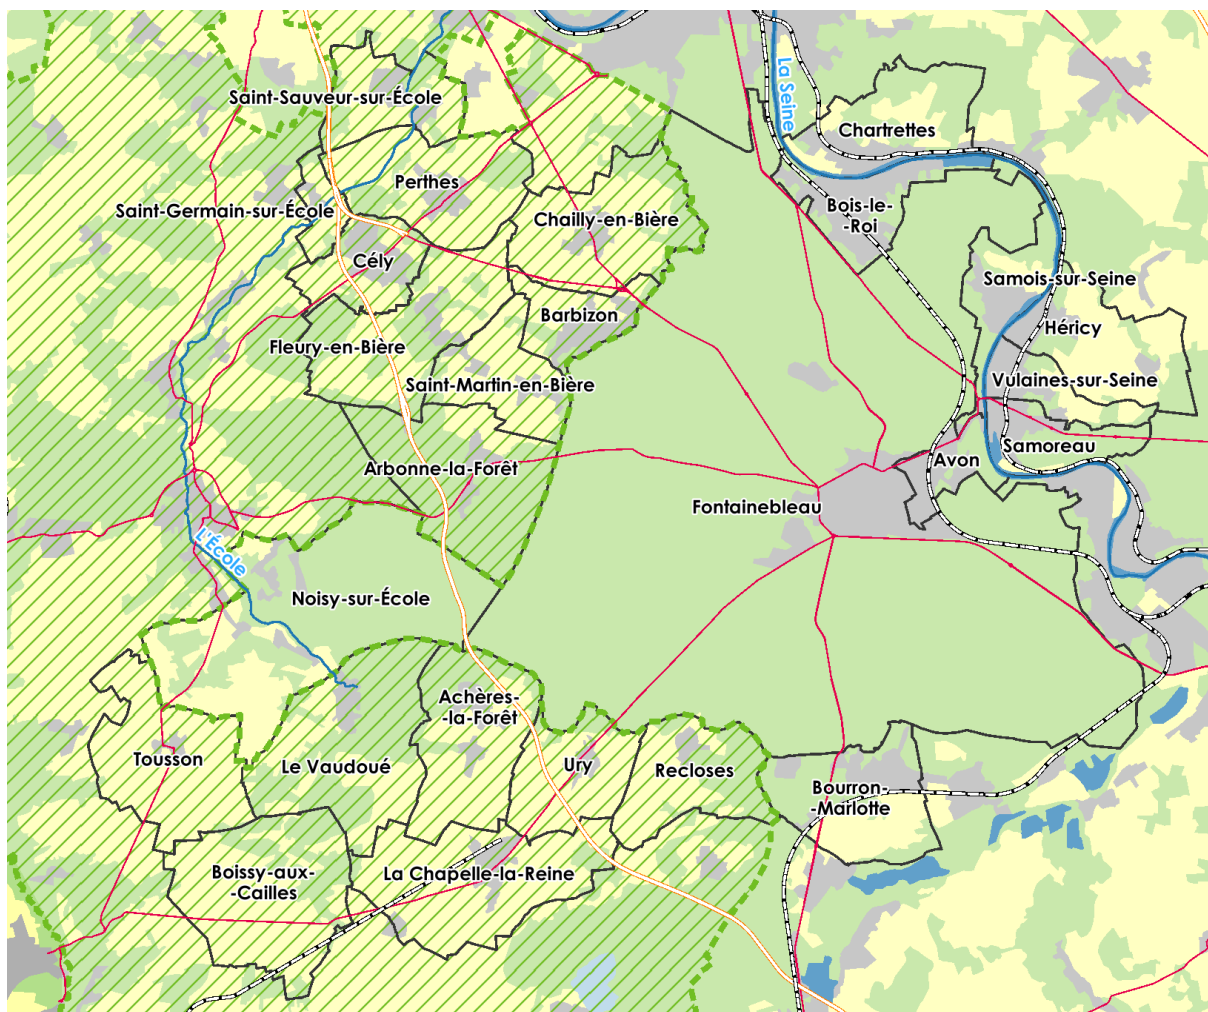 La Seine
Saint-Sauveur-sur-École
Chartrettes
Perthes
Saint-Germain-sur-École
Chailly-en-Bière
Bois-le-
-Roi
Cély
Samois-sur-Seine
Barbizon
Héricy
Fleury-en-Bière
Saint-Martin-en-Bière
Vulaines-sur-Seine
Samoreau
Arbonne-la-Forêt
Avon
Fontainebleau
L'École
Noisy-sur-École
Achères-
-la-Forêt
Tousson
Le Vaudoué
Ury
Recloses
Bourron-
-Marlotte
Boissy-aux-
-Cailles
La Chapelle-la-Reine